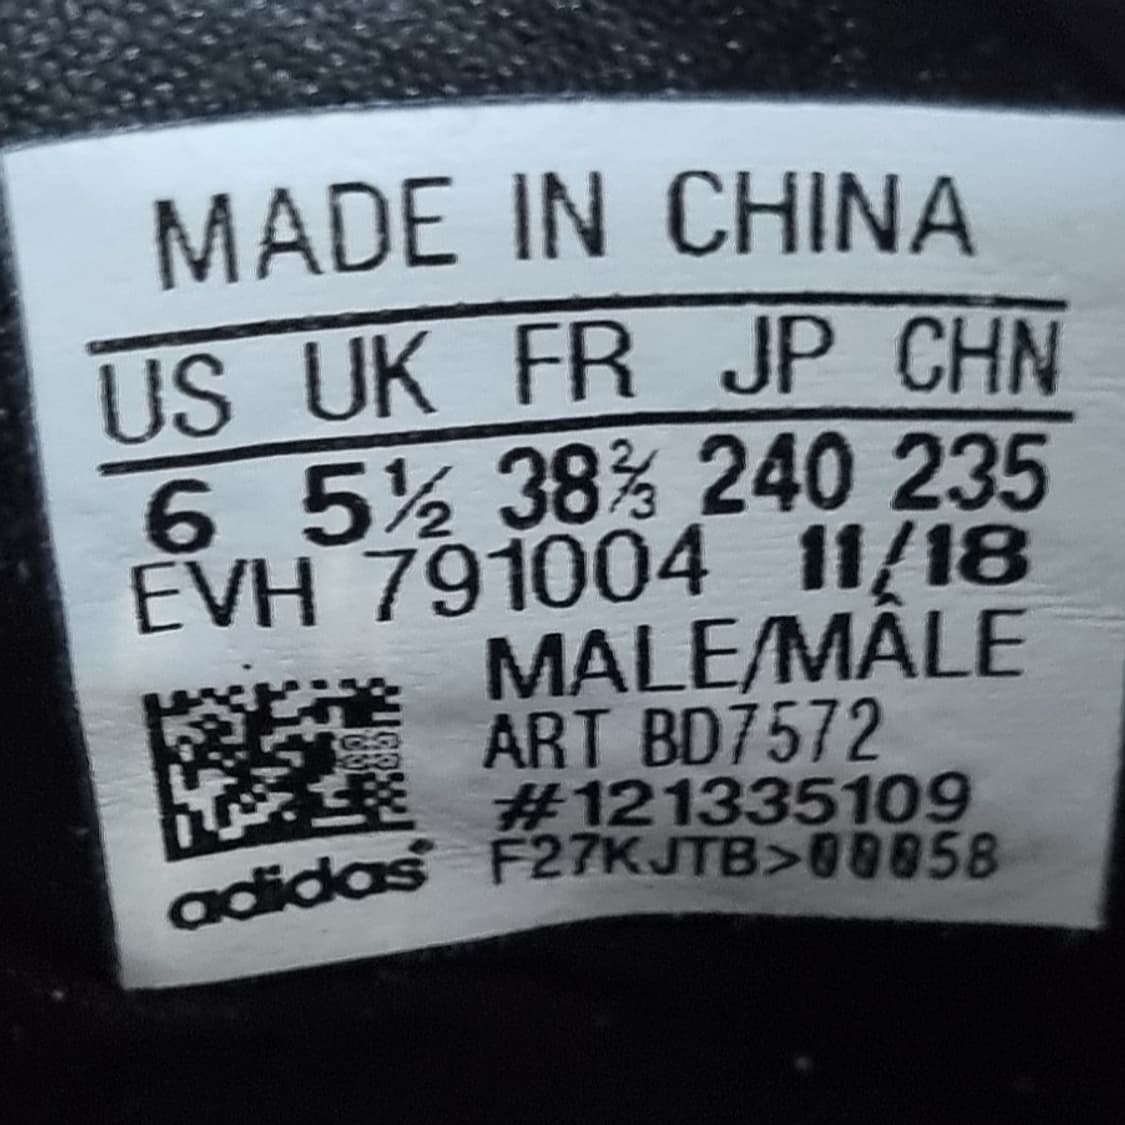 MADE IN CHINA
US UK FR JP CHN
6 5½ 38⅔ 240 235
EVH 791004 11/18
MALE/MÂLE
ART BD7572
#121335109
F27KJTB>00058
adidas